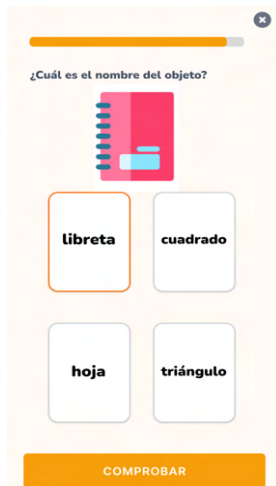 ¿Cuál es el nombre del objeto?
libreta cuadrado
hoja triángulo
COMPROBAR